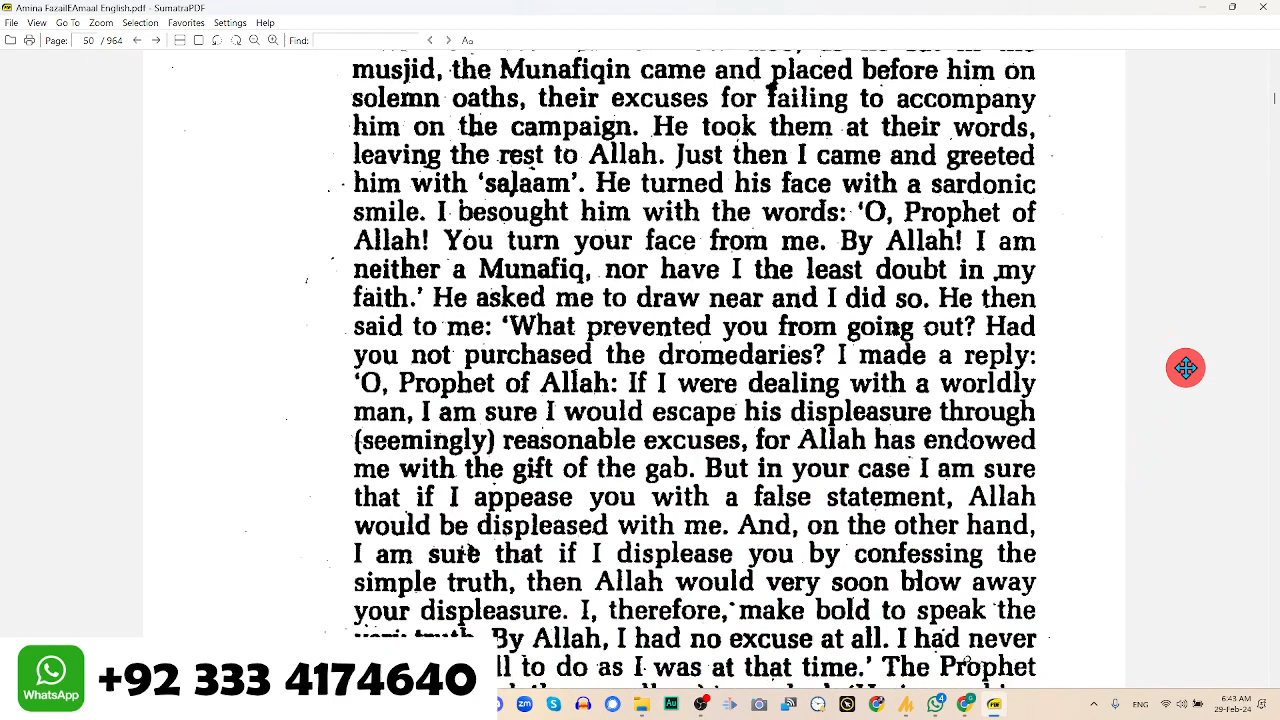 Amina FazailEAmaal English.pdf - SumatraPDF
File View Go To Zoom Selection Favorites Settings Help
Page: 50 / 964 Find: Aa
musjid, the Munafiqin came and placed before him on
solemn oaths, their excuses for failing to accompany
him on the campaign. He took them at their words,
leaving the rest to Allah. Just then I came and greeted
him with ‘salaam’. He turned his face with a sardonic
smile. I besought him with the words: ‘O, Prophet of
Allah! You turn your face from me. By Allah! I am
neither a Munafiq, nor have I the least doubt in my
faith.’ He asked me to draw near and I did so. He then
said to me: ‘What prevented you from going out? Had
you not purchased the dromedaries? I made a reply:
‘O, Prophet of Allah: If I were dealing with a worldly
man, I am sure I would escape his displeasure through
(seemingly) reasonable excuses, for Allah has endowed
me with the gift of the gab. But in your case I am sure
that if I appease you with a false statement, Allah
would be displeased with me. And, on the other hand,
I am sure that if I displease you by confessing the
simple truth, then Allah would very soon blow away
your displeasure. I, therefore, make bold to speak the
By Allah, I had no excuse at all. I had never
to do as I was at that time.’ The Prophet
WhatsApp
+92 333 4174640
zm
Au
4
ENG
6:43 AM
29-Feb-24